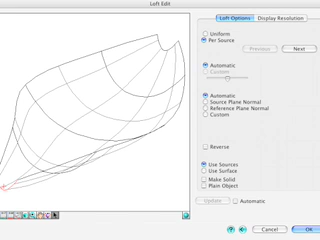 Loft Edit
Loft Options Display Resolution
Uniform
Per Source
Previous Next
Automatic
Custom
Automatic
Source Plane Normal
Reference Plane Normal
Custom
Reverse
Use Sources
Use Surface
Make Solid
Plain Object
Update Automatic
Cancel OK